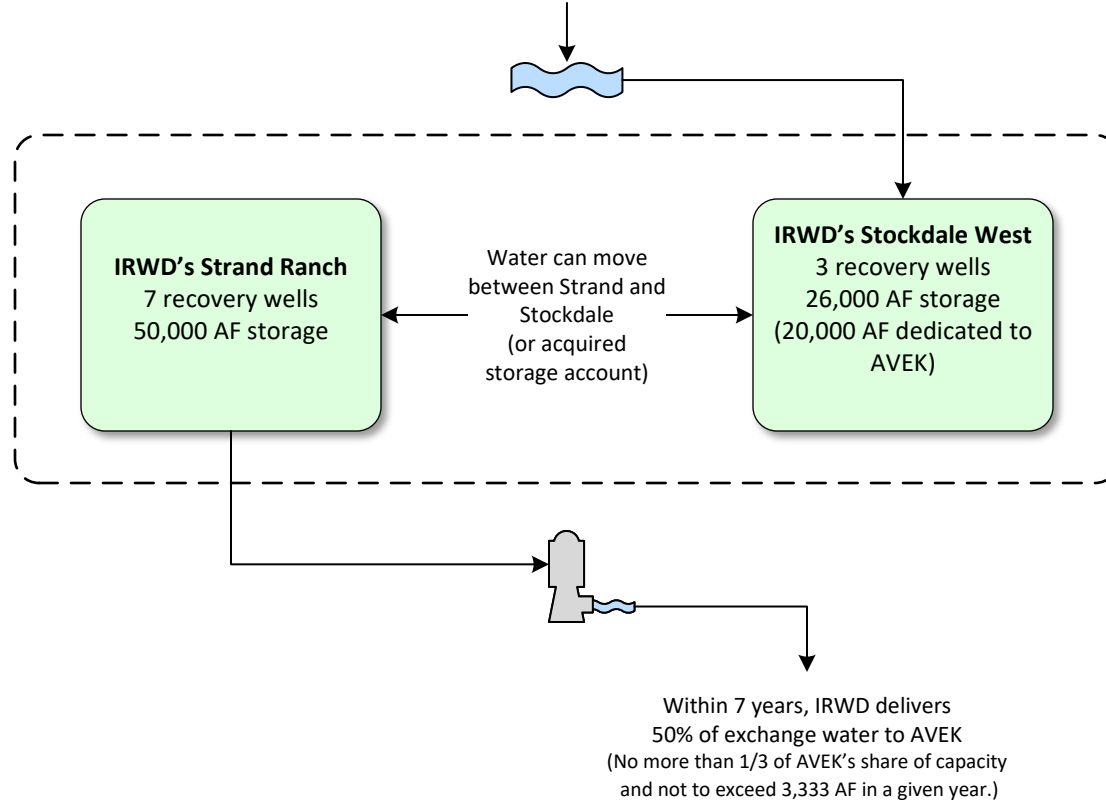 IRWD’s Strand Ranch
7 recovery wells
50,000 AF storage
Water can move
between Strand and
Stockdale
(or acquired
storage account)
IRWD’s Stockdale West
3 recovery wells
26,000 AF storage
(20,000 AF dedicated to
AVEK)
Within 7 years, IRWD delivers
50% of exchange water to AVEK
(No more than 1/3 of AVEK’s share of capacity
and not to exceed 3,333 AF in a given year.)